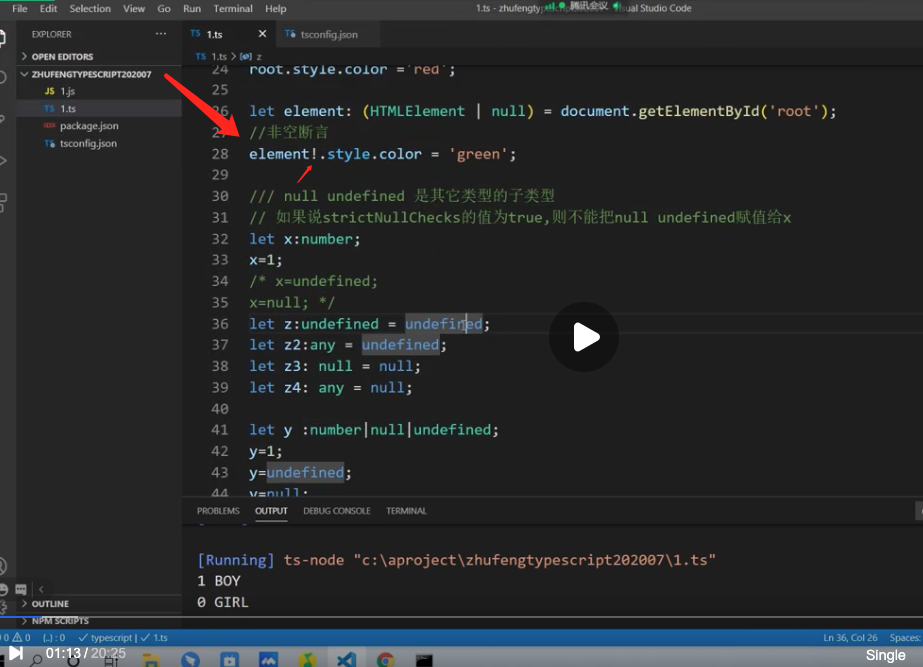 File Edit Selection View Go Run Terminal Help
1.ts - zhufengty 腾讯会议 Visual Studio Code
EXPLORER ···
OPEN EDITORS
ZHUFENGTYPESCRIPT202007
JS 1.js
TS 1.ts
package.json
tsconfig.json
OUTLINE
NPM SCRIPTS
TS 1.ts × tsconfig.json
TS 1.ts > z
24 root.style.color ='red';
25
26 let element: (HTMLElement | null) = document.getElementById('root');
27 //非空断言
28 element!.style.color = 'green';
29
30 /// null undefined 是其它类型的子类型
31 // 如果说strictNullChecks的值为true,则不能把null undefined赋值给x
32 let x:number;
33 x=1;
34 /* x=undefined;
35 x=null; */
36 let z:undefined = undefined;
37 let z2:any = undefined;
38 let z3: null = null;
39 let z4: any = null;
40
41 let y :number|null|undefined;
42 y=1;
43 y=undefined;
44 y=null;
PROBLEMS OUTPUT DEBUG CONSOLE TERMINAL
[Running] ts-node "c:\aproject\zhufengtypescript202007\1.ts"
1 BOY
0 GIRL
0 0 {..} : 0 typescript | 1.ts Ln 36, Col 26 Spaces:
01:13 / 20:25 Single